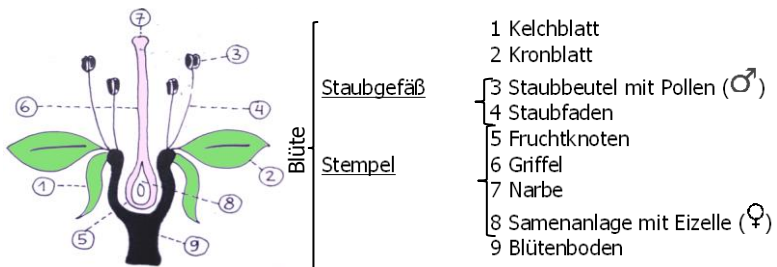 7
3
6
4
1
2
5
8
9
Blüte
Staubgefäß
Stempel
1 Kelchblatt
2 Kronblatt
3 Staubbeutel mit Pollen (♂)
4 Staubfaden
5 Fruchtknoten
6 Griffel
7 Narbe
8 Samenanlage mit Eizelle (♀)
9 Blütenboden